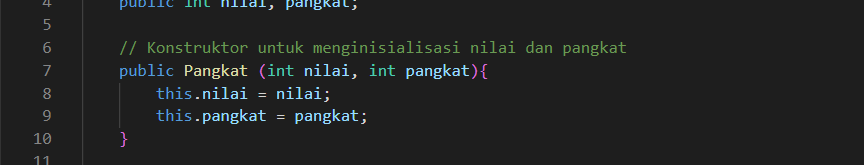 4 public int nilai, pangkat;
5
6 // Konstruktor untuk menginisialisasi nilai dan pangkat
7 public Pangkat (int nilai, int pangkat){
8 this.nilai = nilai;
9 this.pangkat = pangkat;
10 }
11